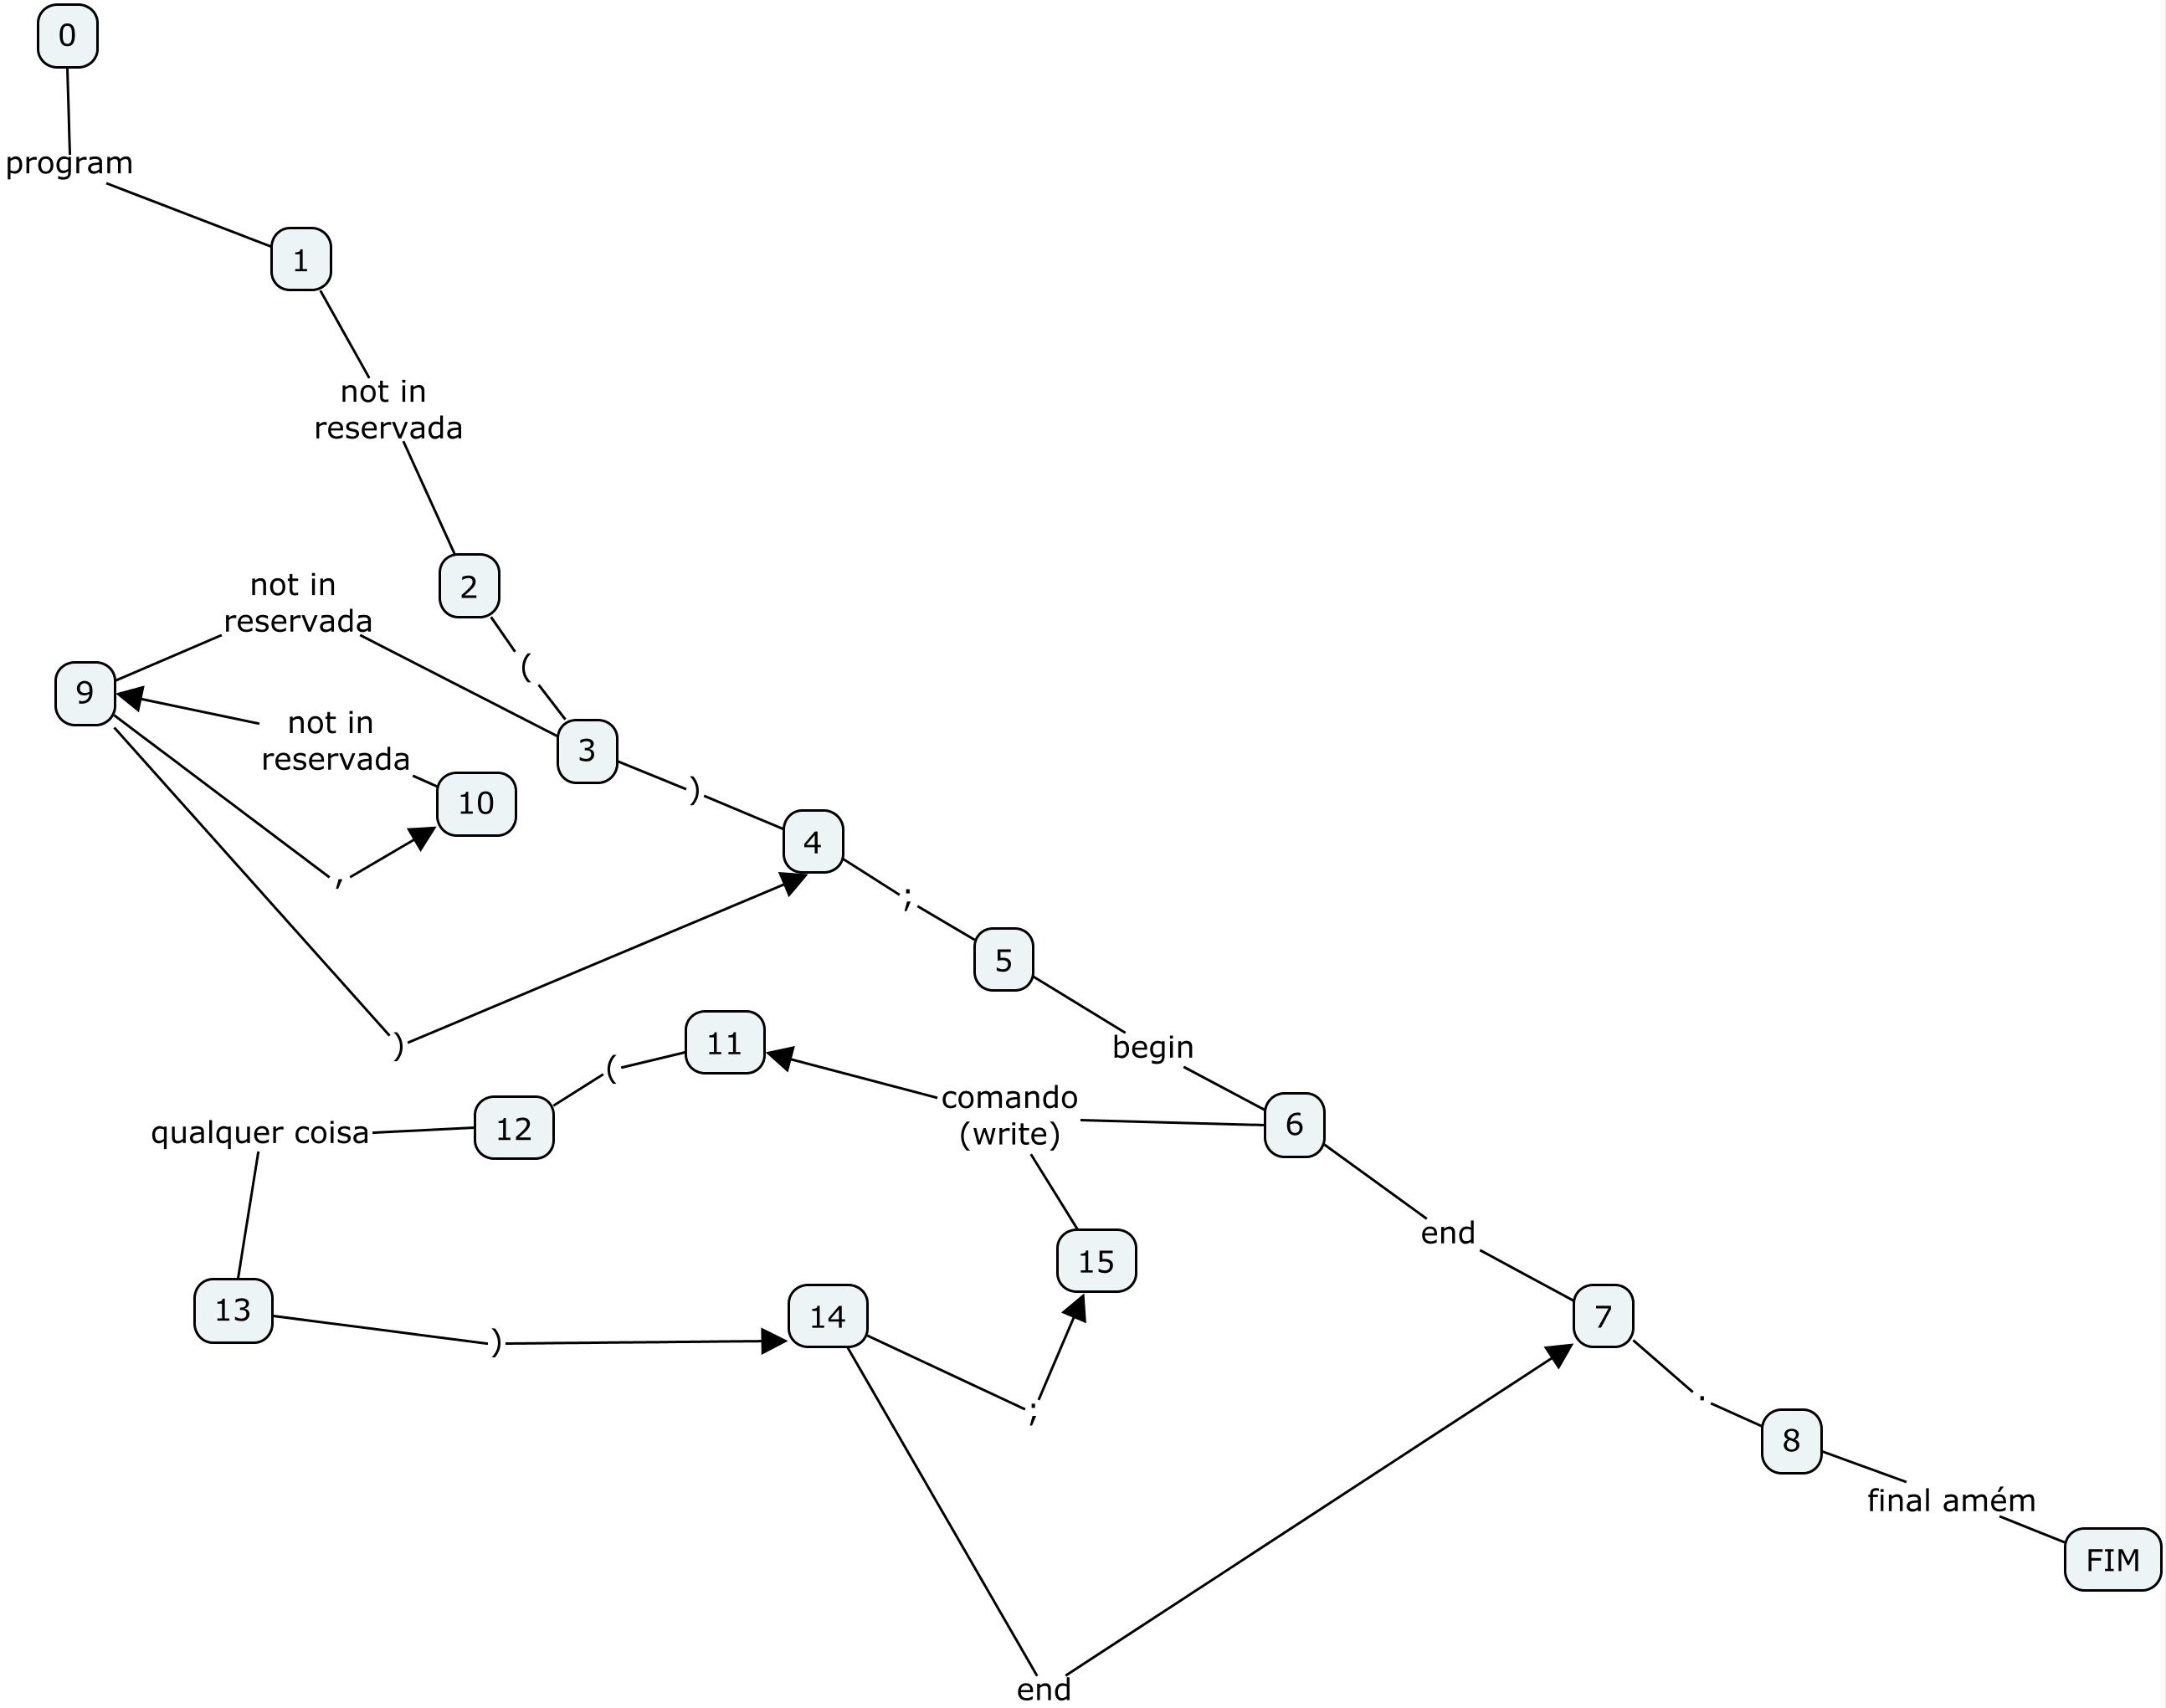 0
program
1
not in
reservada
2
not in
reservada
(
9
not in
reservada
3
)
10
4
,
;
5
11
)
begin
(
comando
(write)
6
12
qualquer coisa
end
15
13
14
7
)
.
;
8
final amém
FIM
end